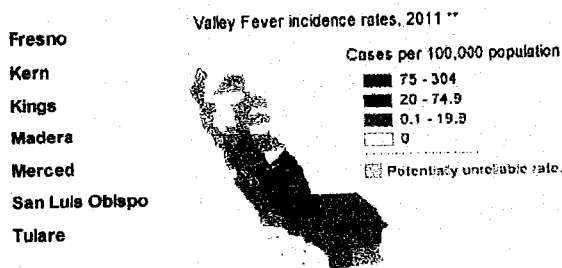 Valley Fever incidence rates, 2011 **
Fresno
Kern
Kings
Madera
Merced
San Luis Obispo
Tulare
Cases per 100,000 population
75 - 304
20 - 74.9
0.1 - 19.9
0
Potentially unreliable rate.